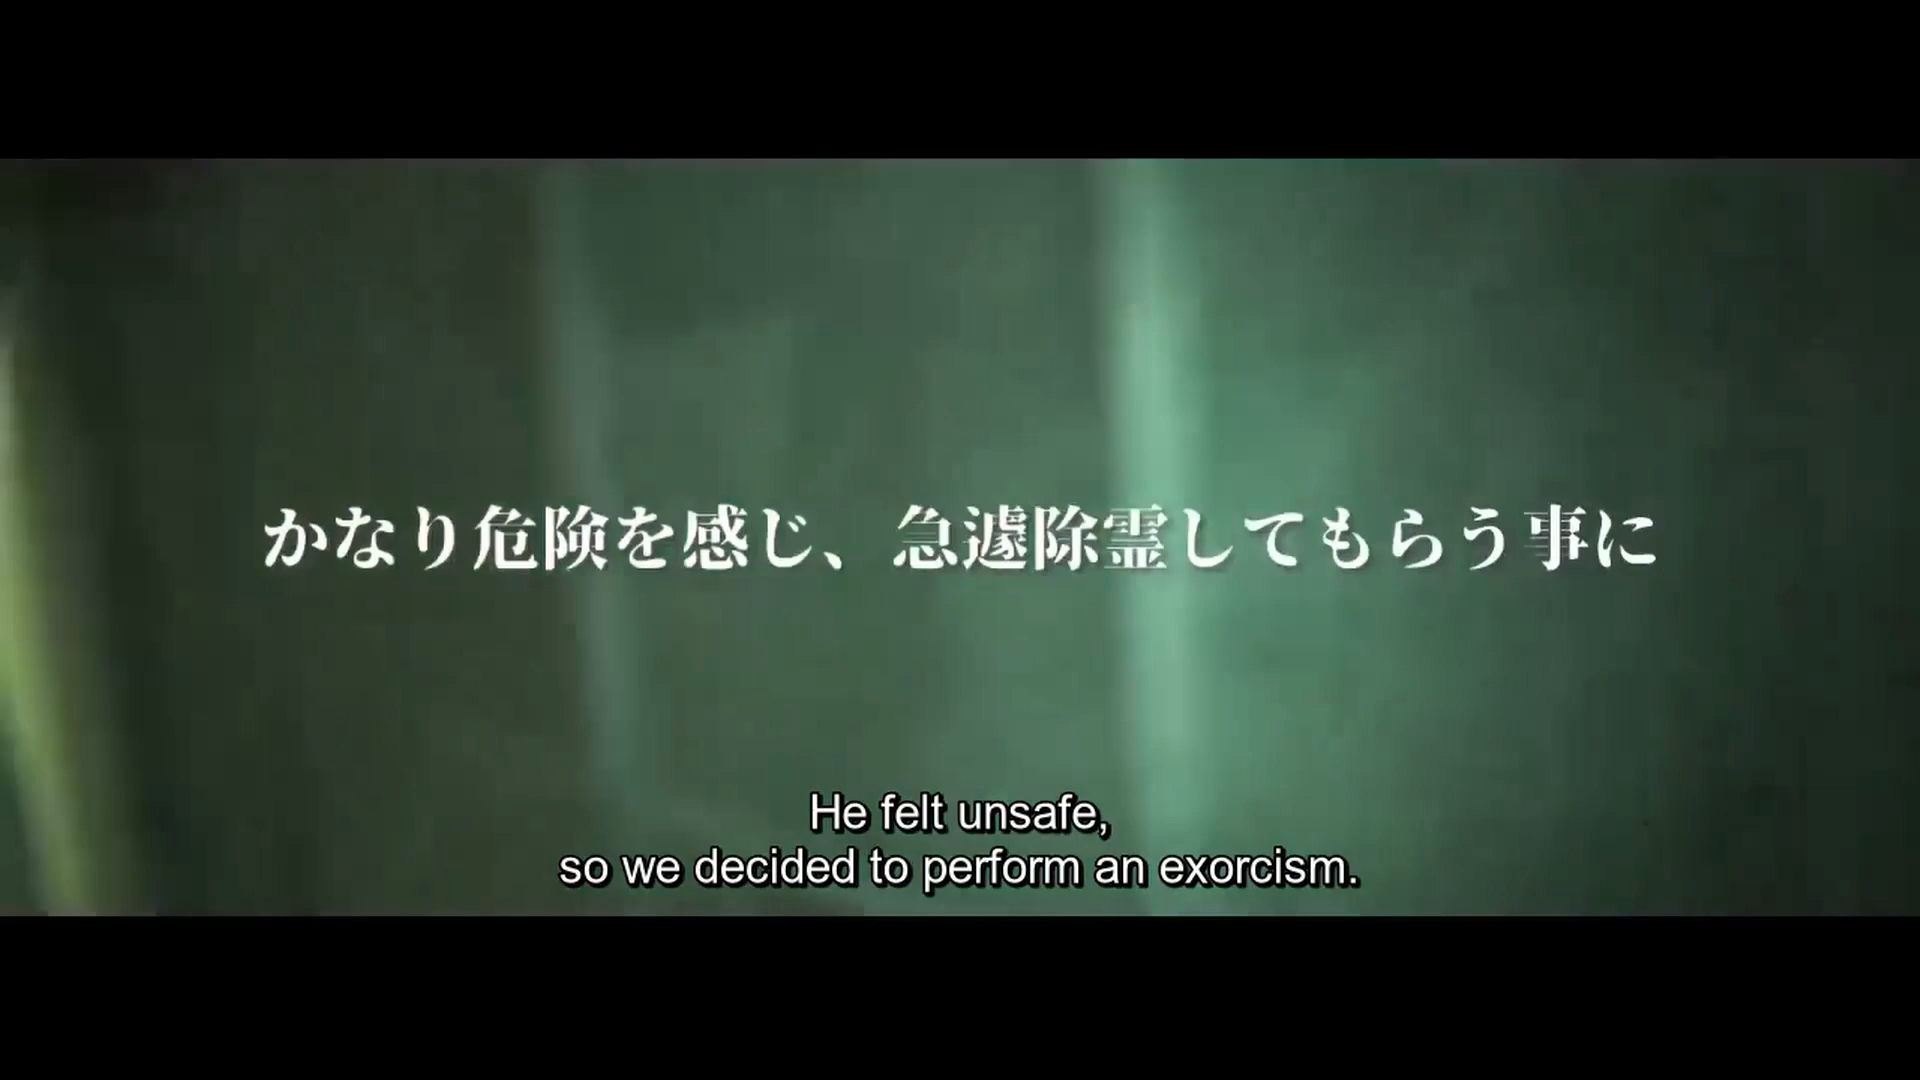 かなり危険を感じ、急遽除霊してもらう事に
He felt unsafe,
so we decided to perform an exorcism.